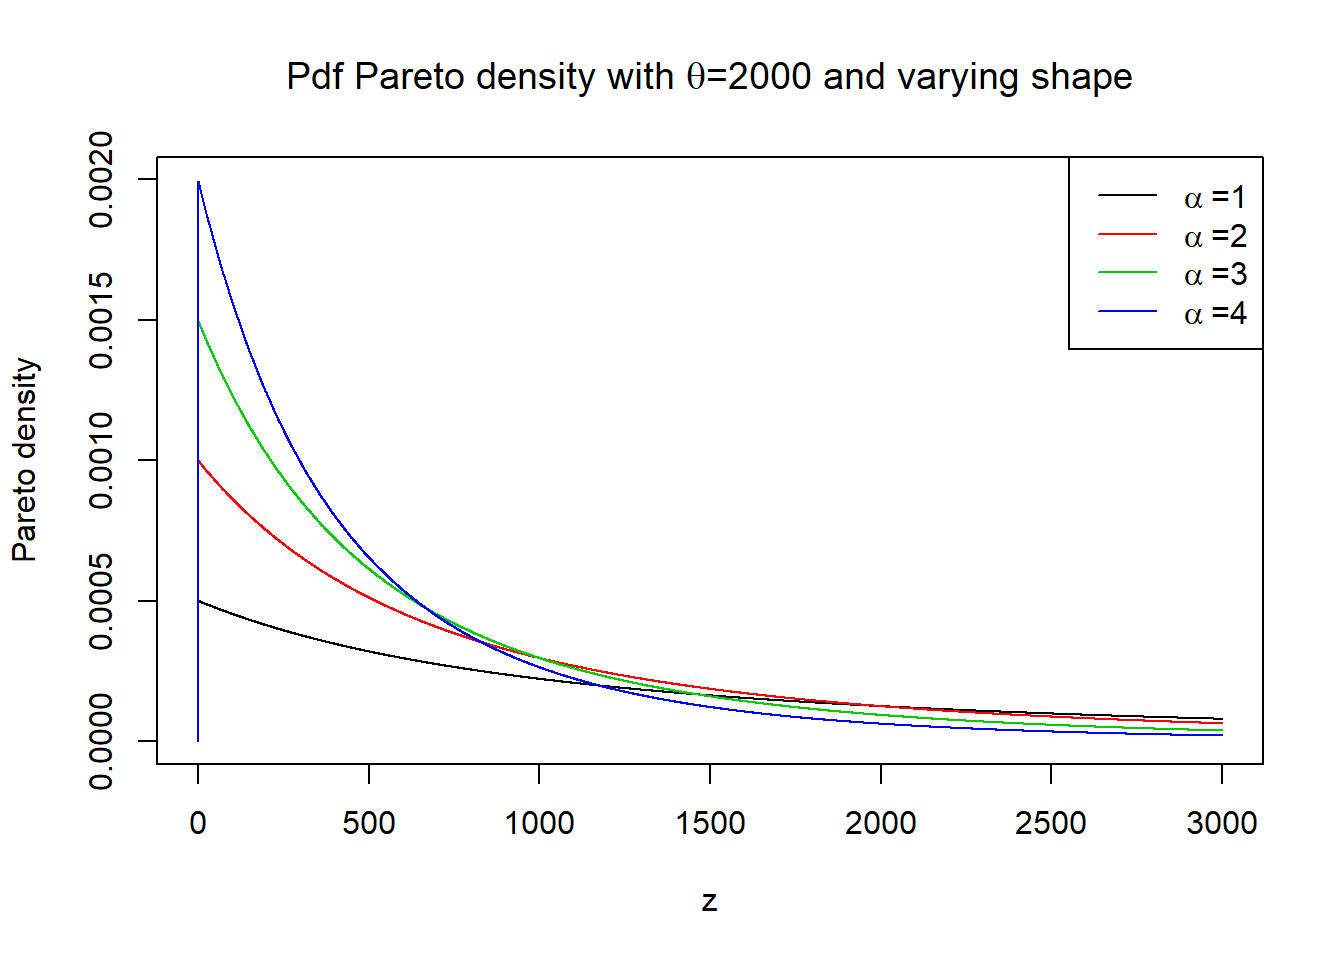 Pdf Pareto density with θ=2000 and varying shape
Pareto density
0.0020
0.0015
0.0010
0.0005
0.0000
α =1
α =2
α =3
α =4
0 500 1000 1500 2000 2500 3000
z